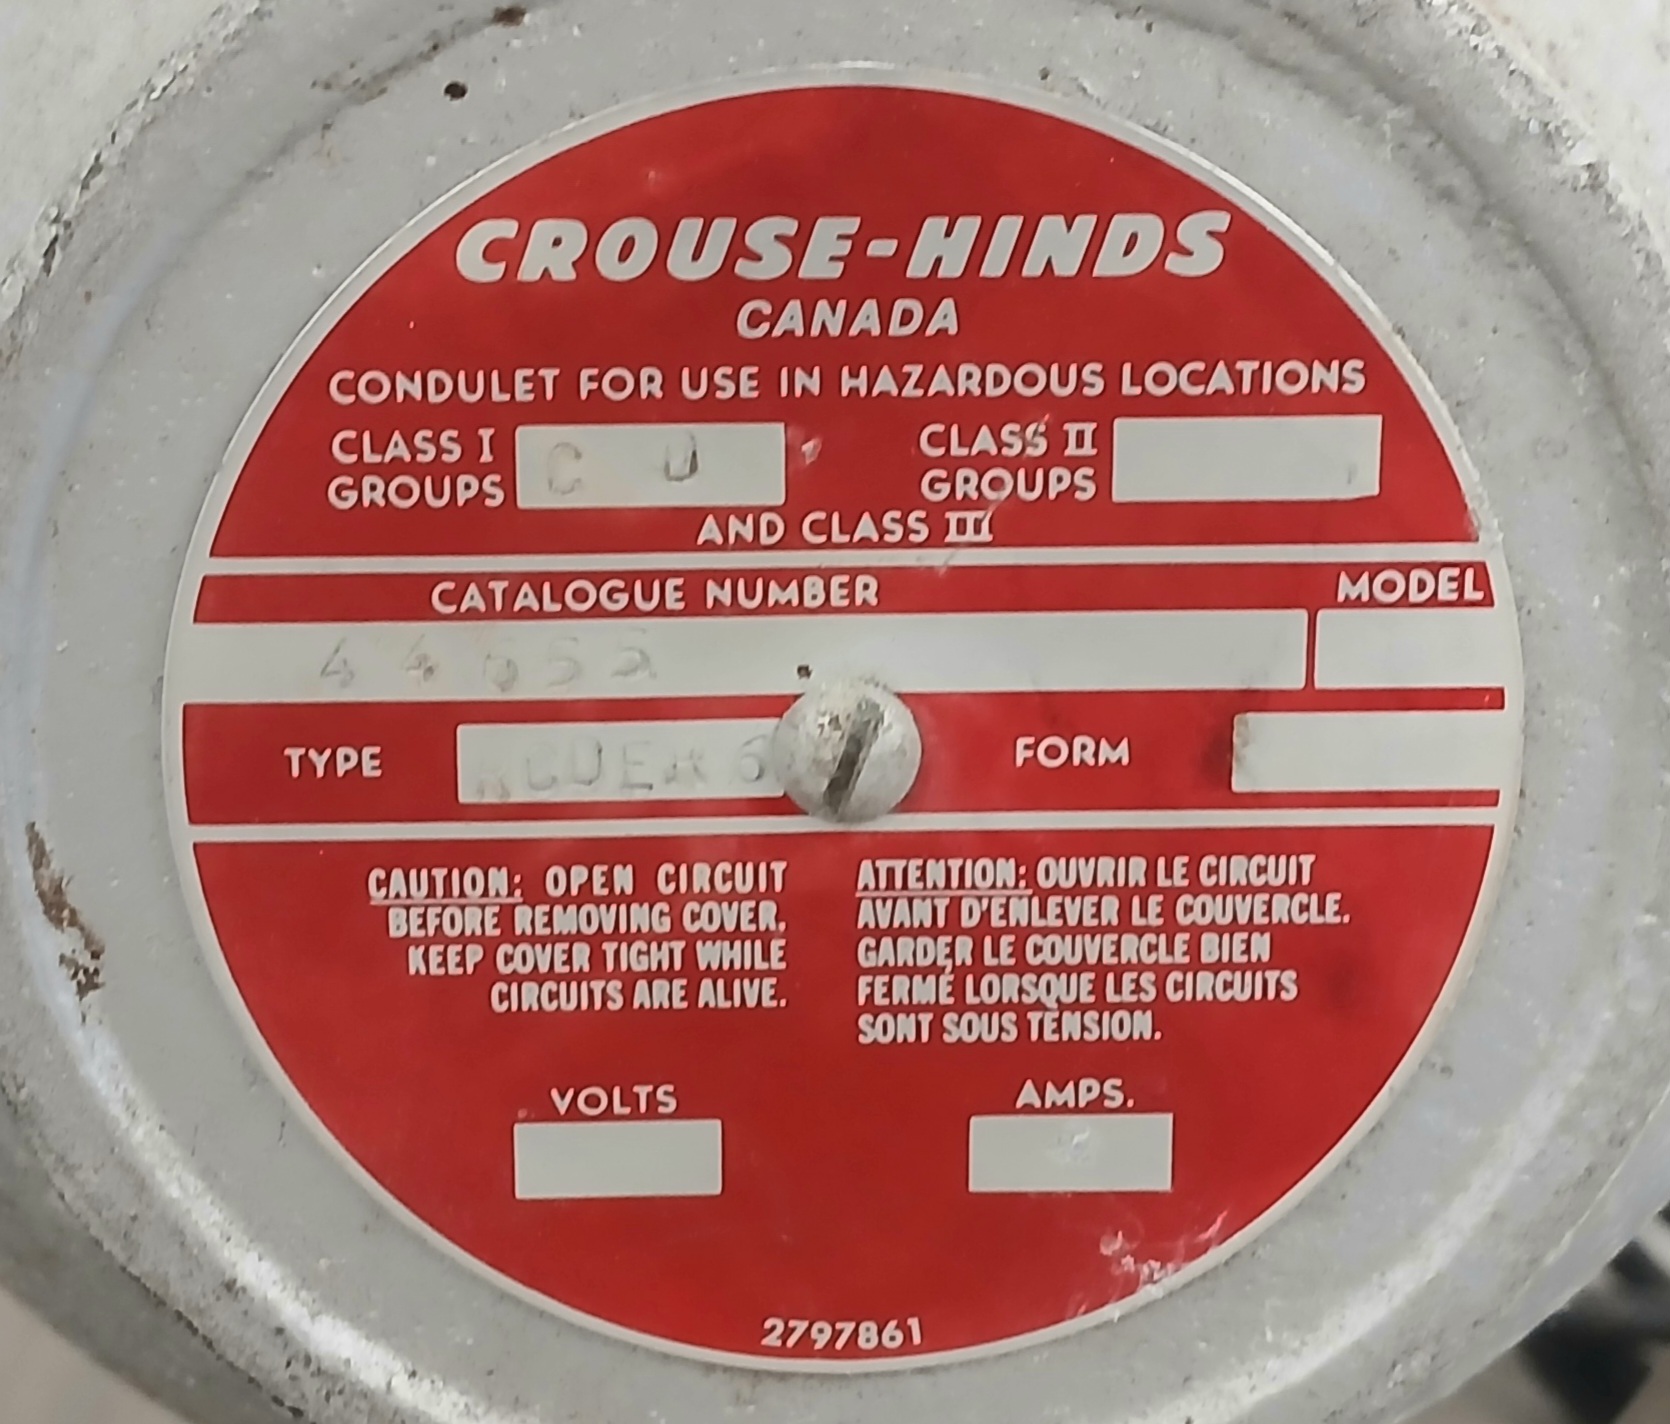 CROUSE-HINDS
CANADA
CONDULET FOR USE IN HAZARDOUS LOCATIONS
CLASS I GROUPS C D
CLASS II GROUPS
AND CLASS III
CATALOGUE NUMBER
MODEL
TYPE
FORM
CAUTION: OPEN CIRCUIT
BEFORE REMOVING COVER.
KEEP COVER TIGHT WHILE
CIRCUITS ARE ALIVE.
ATTENTION: OUVRIR LE CIRCUIT
AVANT D'ENLEVER LE COUVERCLE.
GARDER LE COUVERCLE BIEN
FERMÉ LORSQUE LES CIRCUITS
SONT SOUS TENSION.
VOLTS
AMPS.
2797861